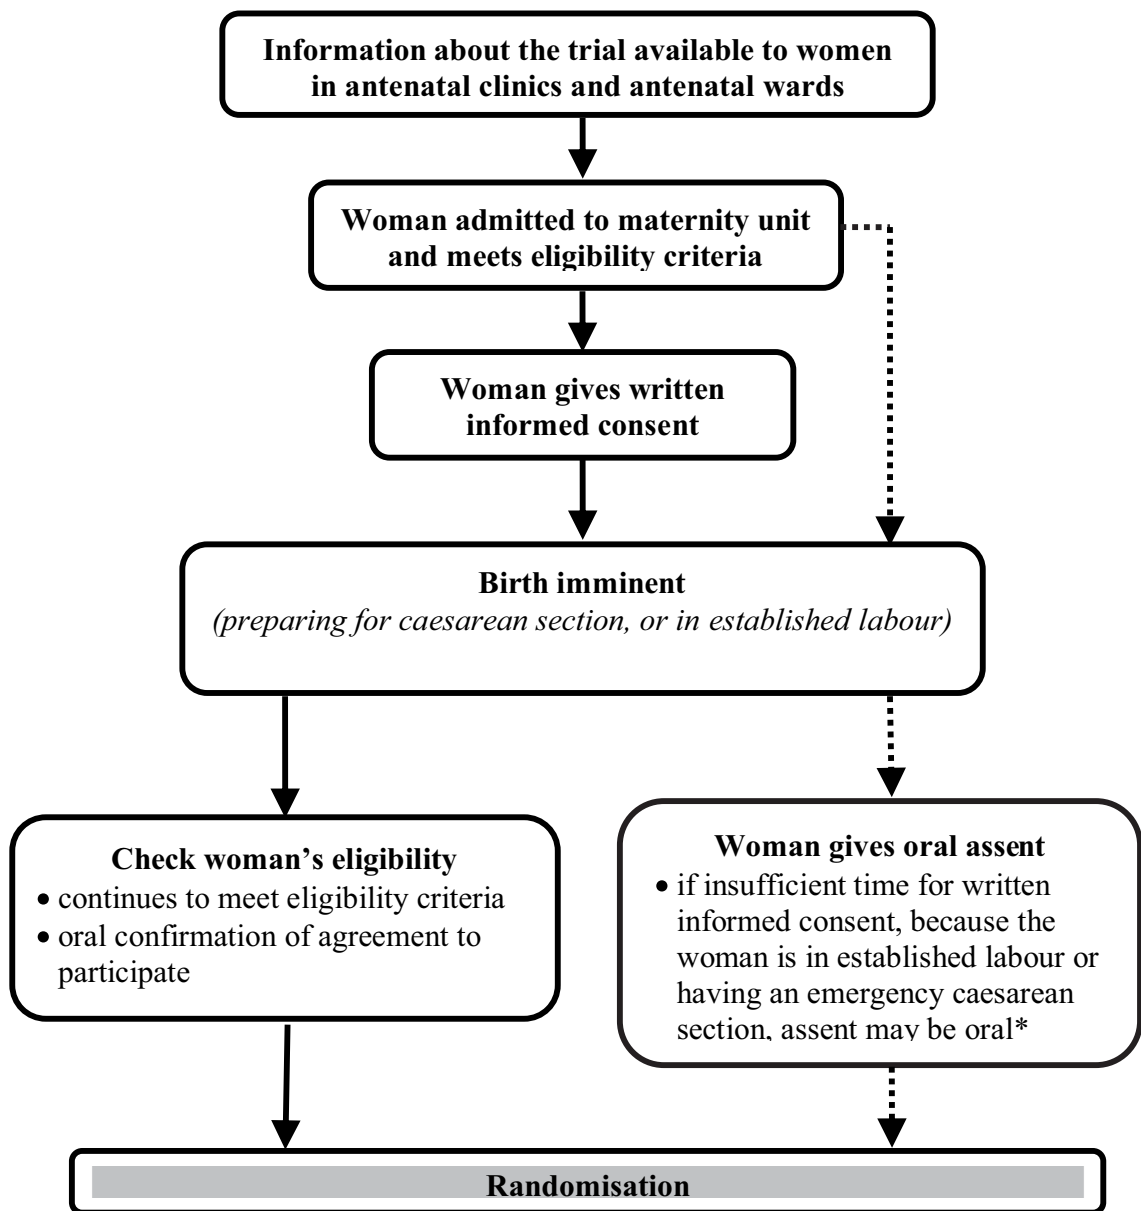 Information about the trial available to women
in antenatal clinics and antenatal wards
Woman admitted to maternity unit
and meets eligibility criteria
Woman gives written
informed consent
Birth imminent
(preparing for caesarean section, or in established labour)
Check woman’s eligibility
• continues to meet eligibility criteria
• oral confirmation of agreement to
participate
Woman gives oral assent
• if insufficient time for written
informed consent, because the
woman is in established labour or
having an emergency caesarean
section, assent may be oral*
Randomisation